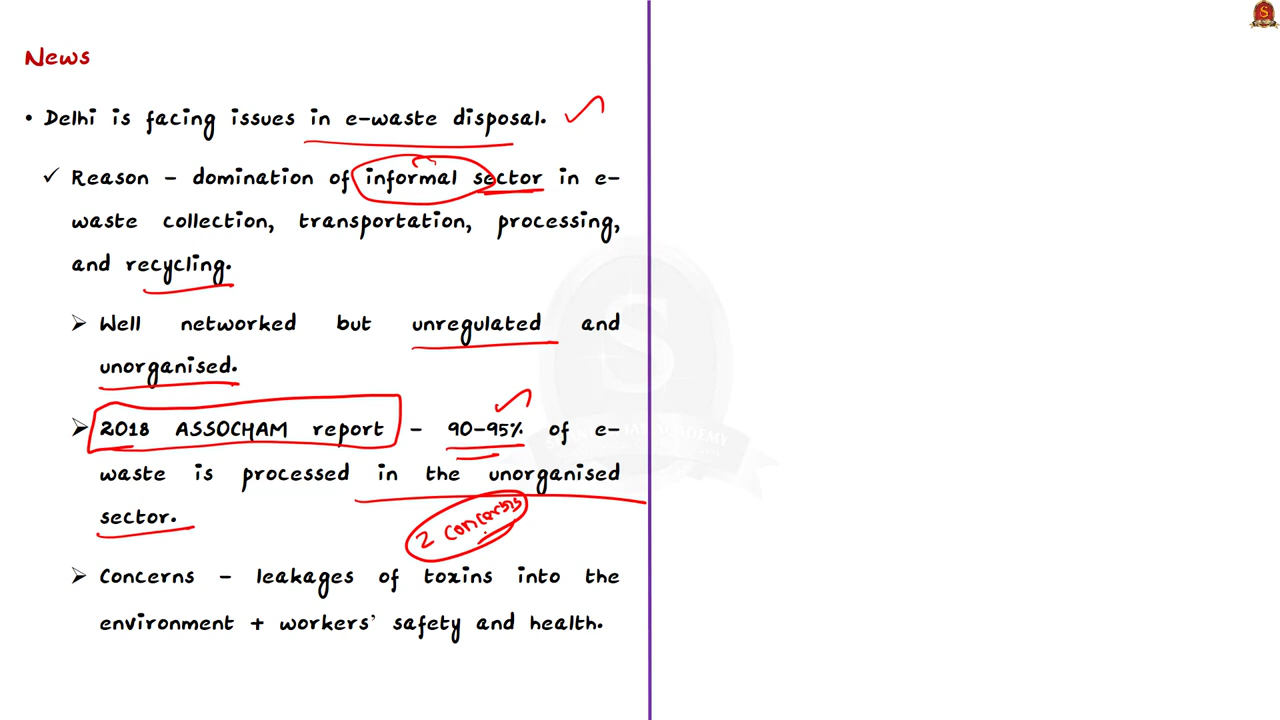 News
• Delhi is facing issues in e-waste disposal.
✓ Reason - domination of informal sector in e-
waste collection, transportation, processing,
and recycling.
➢ Well networked but unregulated and
unorganised.
➢ 2018 ASSOCHAM report - 90-95% of e-
waste is processed in the unorganised
sector.
2 concerns
➢ Concerns - leakages of toxins into the
environment + workers' safety and health.